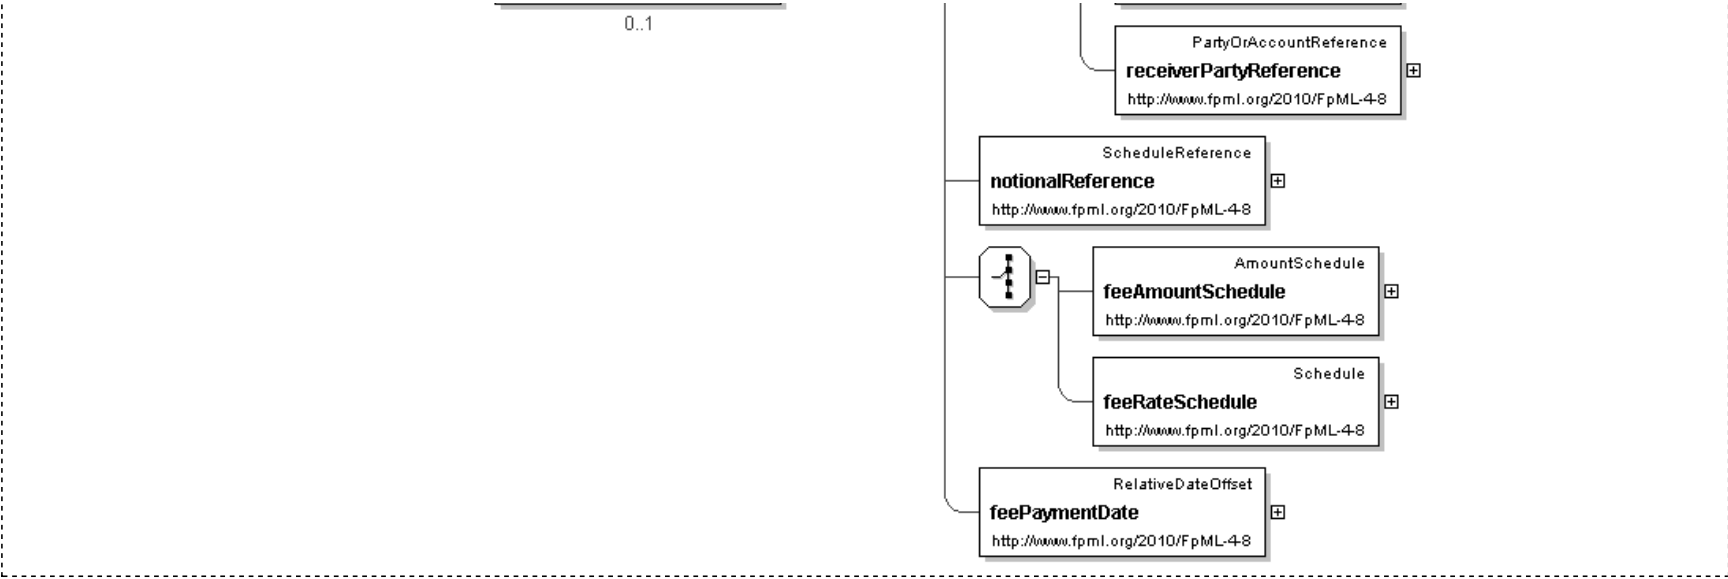 0..1
PartyOrAccountReference
receiverPartyReference
http://www.fpml.org/2010/FpML-4-8
ScheduleReference
notionalReference
http://www.fpml.org/2010/FpML-4-8
AmountSchedule
feeAmountSchedule
http://www.fpml.org/2010/FpML-4-8
Schedule
feeRateSchedule
http://www.fpml.org/2010/FpML-4-8
RelativeDateOffset
feePaymentDate
http://www.fpml.org/2010/FpML-4-8